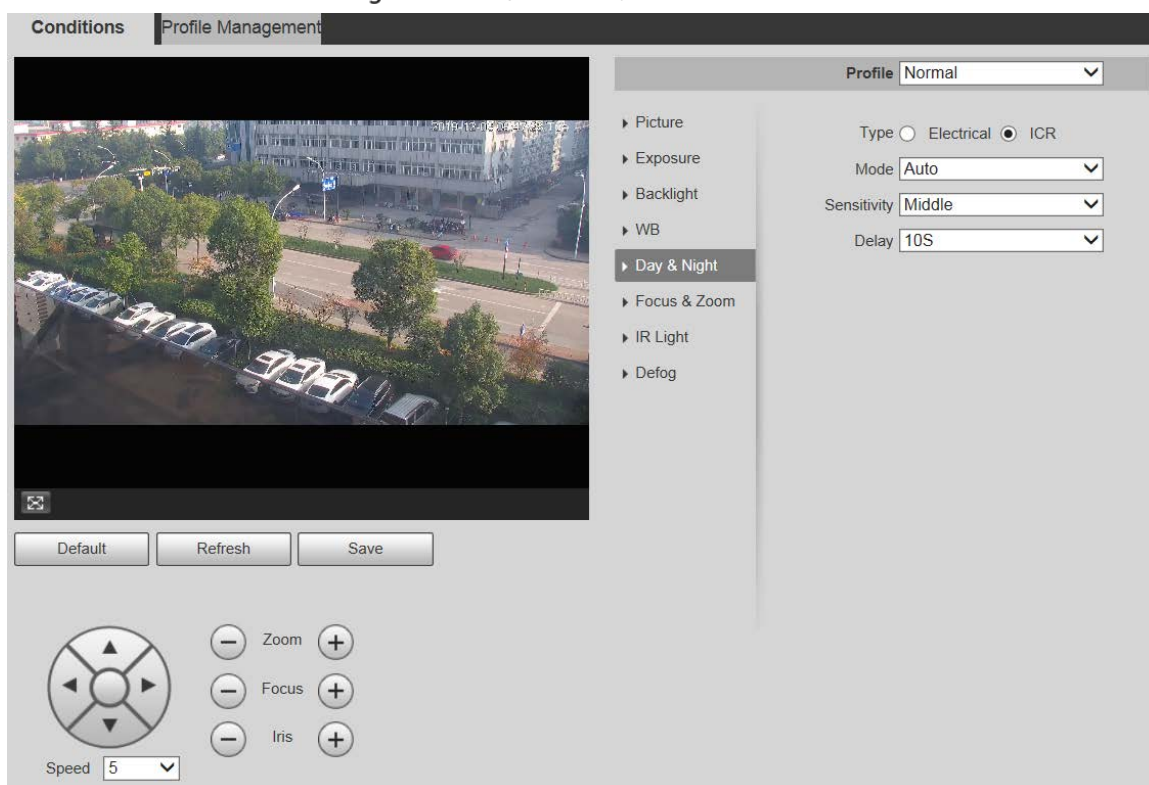 Conditions
Profile Management
Profile Normal
Picture
Exposure
Backlight
WB
Day & Night
Focus & Zoom
IR Light
Defog
Type Electrical ICR
Mode Auto
Sensitivity Middle
Delay 10S
Default Refresh Save
Zoom
Focus
Iris
Speed 5